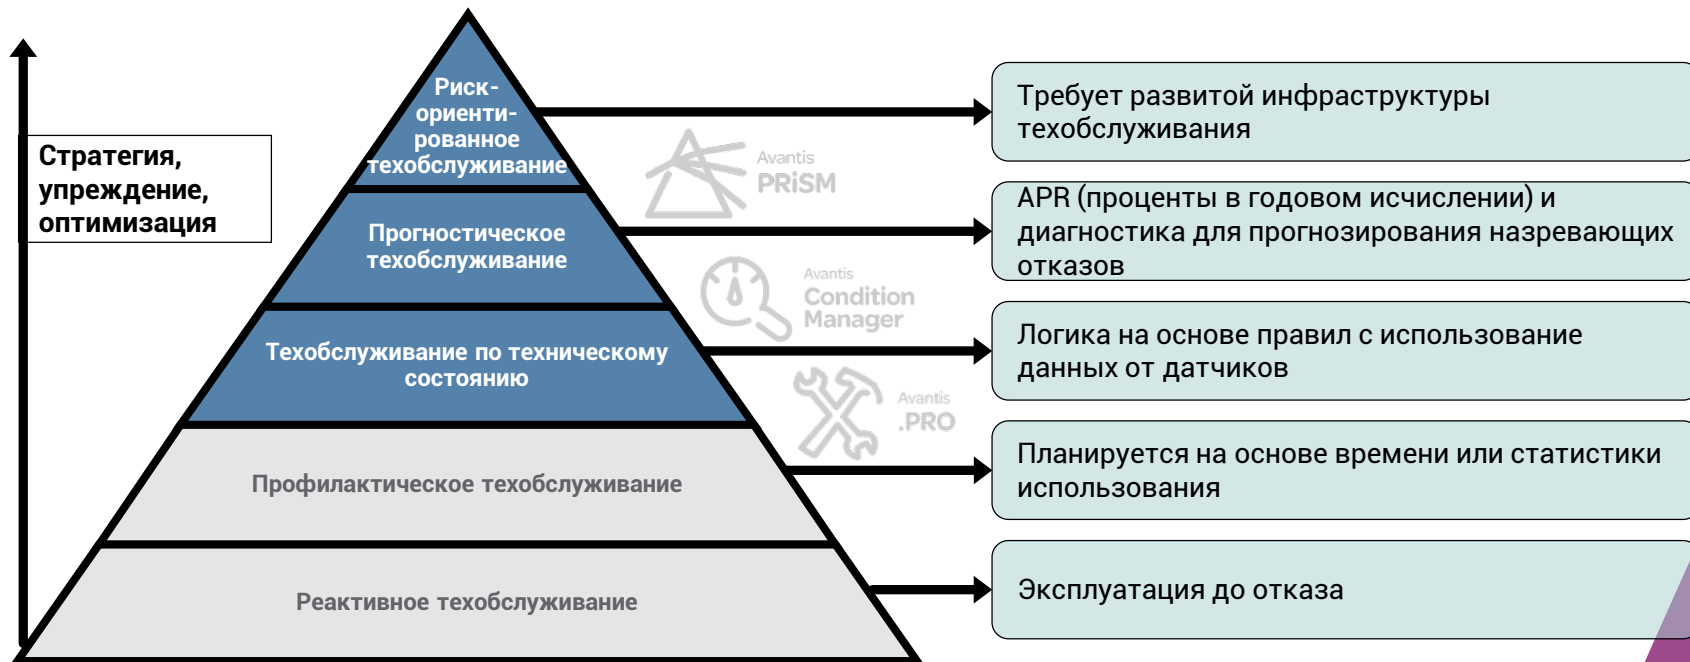 Стратегия,
упреждение,
оптимизация
Риск-
ориенти-
рованное
техобслуживание
Прогностическое
техобслуживание
Техобслуживание по техническому
состоянию
Профилактическое техобслуживание
Реактивное техобслуживание
Avantis
PRiSM
Avantis
Condition
Manager
Avantis
.PRO
Требует развитой инфраструктуры
техобслуживания
APR (проценты в годовом исчислении) и
диагностика для прогнозирования назревающих
отказов
Логика на основе правил с использование
данных от датчиков
Планируется на основе времени или статистики
использования
Эксплуатация до отказа